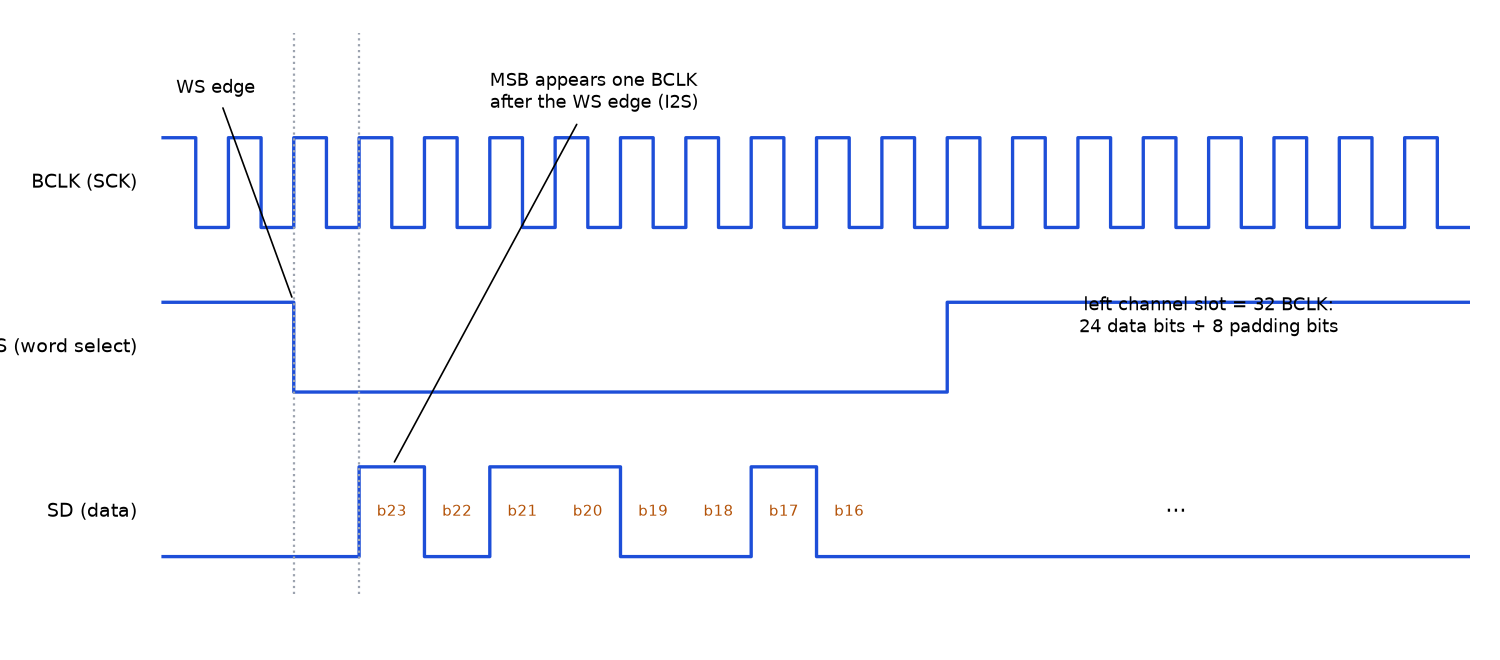 WS edge
MSB appears one BCLK
after the WS edge (I2S)
BCLK (SCK)
left channel slot = 32 BCLK:
24 data bits + 8 padding bits
S (word select)
SD (data)
b23 b22 b21 b20 b19 b18 b17 b16 ...